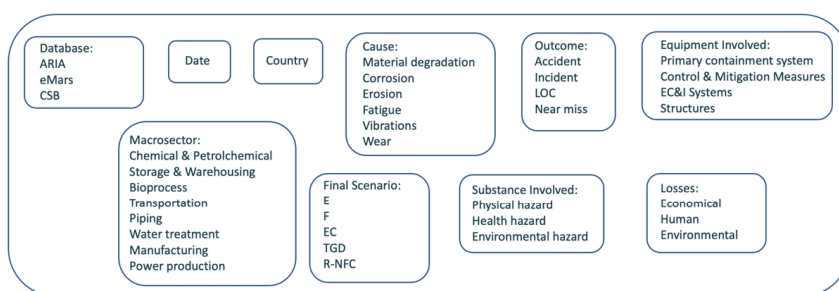 Database:
ARIA
eMars
CSB
Date
Country
Cause:
Material degradation
Corrosion
Erosion
Fatigue
Vibrations
Wear
Outcome:
Accident
Incident
LOC
Near miss
Equipment Involved:
Primary containment system
Control & Mitigation Measures
EC&I Systems
Structures
Macrosector:
Chemical & Petrolchemical
Storage & Warehousing
Bioprocess
Transportation
Piping
Water treatment
Manufacturing
Power production
Final Scenario:
E
F
EC
TGD
R-NFC
Substance Involved:
Physical hazard
Health hazard
Environmental hazard
Losses:
Economical
Human
Environmental